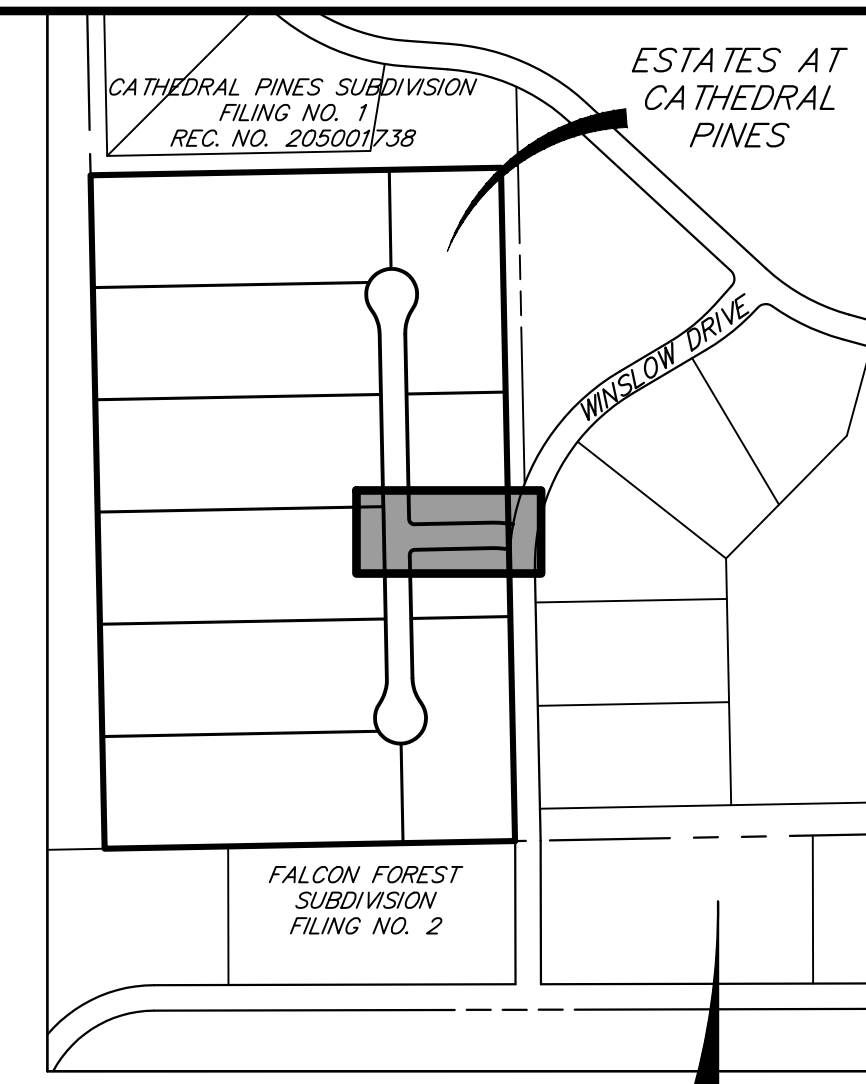 ESTATES AT
CATHEDRAL
PINES
CATHEDRAL PINES SUBDIVISION
FILING NO. 1
REC. NO. 205001738
WINSLOW DRIVE
FALCON FOREST
SUBDIVISION
FILING NO. 2